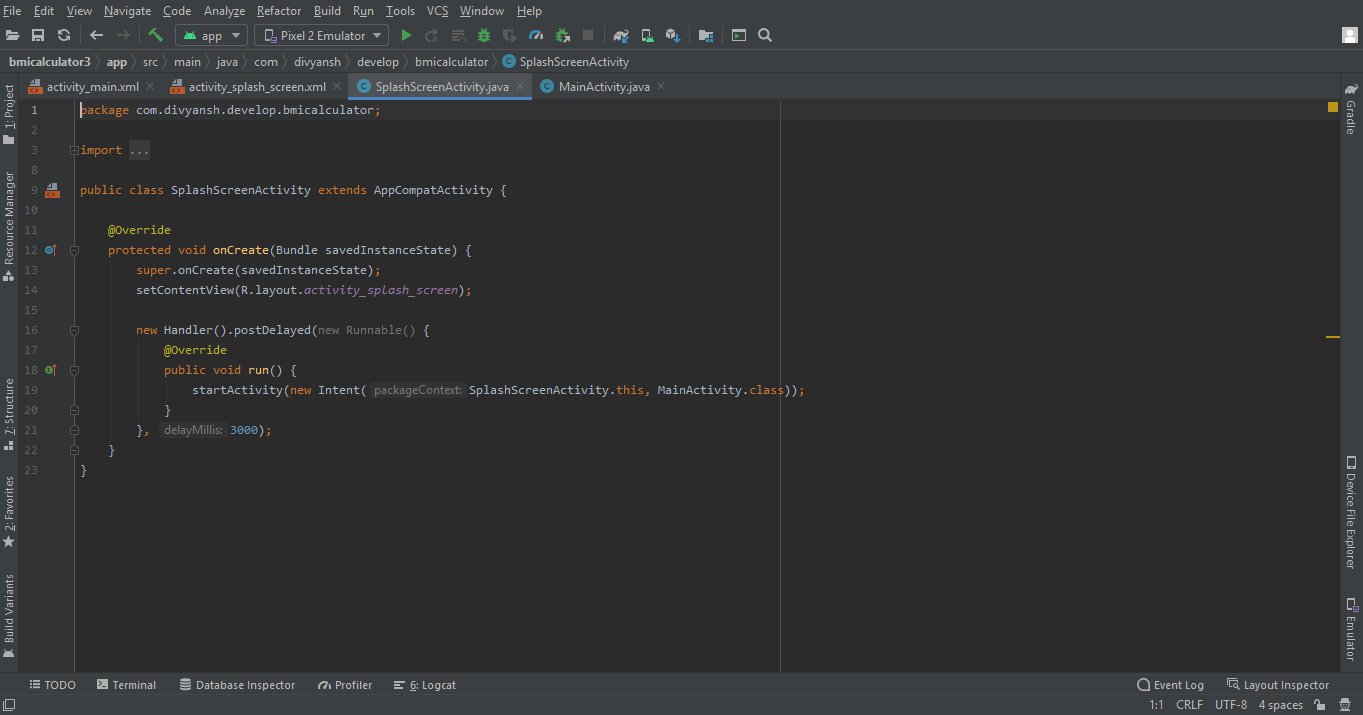 File Edit View Navigate Code Analyze Refactor Build Run Tools VCS Window Help
app Pixel 2 Emulator
bmicalculator3 app src main java com divyansh develop bmicalculator SplashScreenActivity
activity_main.xml activity_splash_screen.xml SplashScreenActivity.java MainActivity.java
1 package com.divyansh.develop.bmicalculator;
2
3 import ...
8
9 public class SplashScreenActivity extends AppCompatActivity {
10
11 @Override
12 protected void onCreate(Bundle savedInstanceState) {
13 super.onCreate(savedInstanceState);
14 setContentView(R.layout.activity_splash_screen);
15
16 new Handler().postDelayed(new Runnable() {
17 @Override
18 public void run() {
19 startActivity(new Intent( packageContext: SplashScreenActivity.this, MainActivity.class));
20 }
21 }, delayMillis: 3000);
22 }
23 }
1: Project
Resource Manager
7: Structure
2: Favorites
Build Variants
Gradle
Device File Explorer
Emulator
TODO Terminal Database Inspector Profiler 6: Logcat Event Log Layout Inspector
1:1 CRLF UTF-8 4 spaces